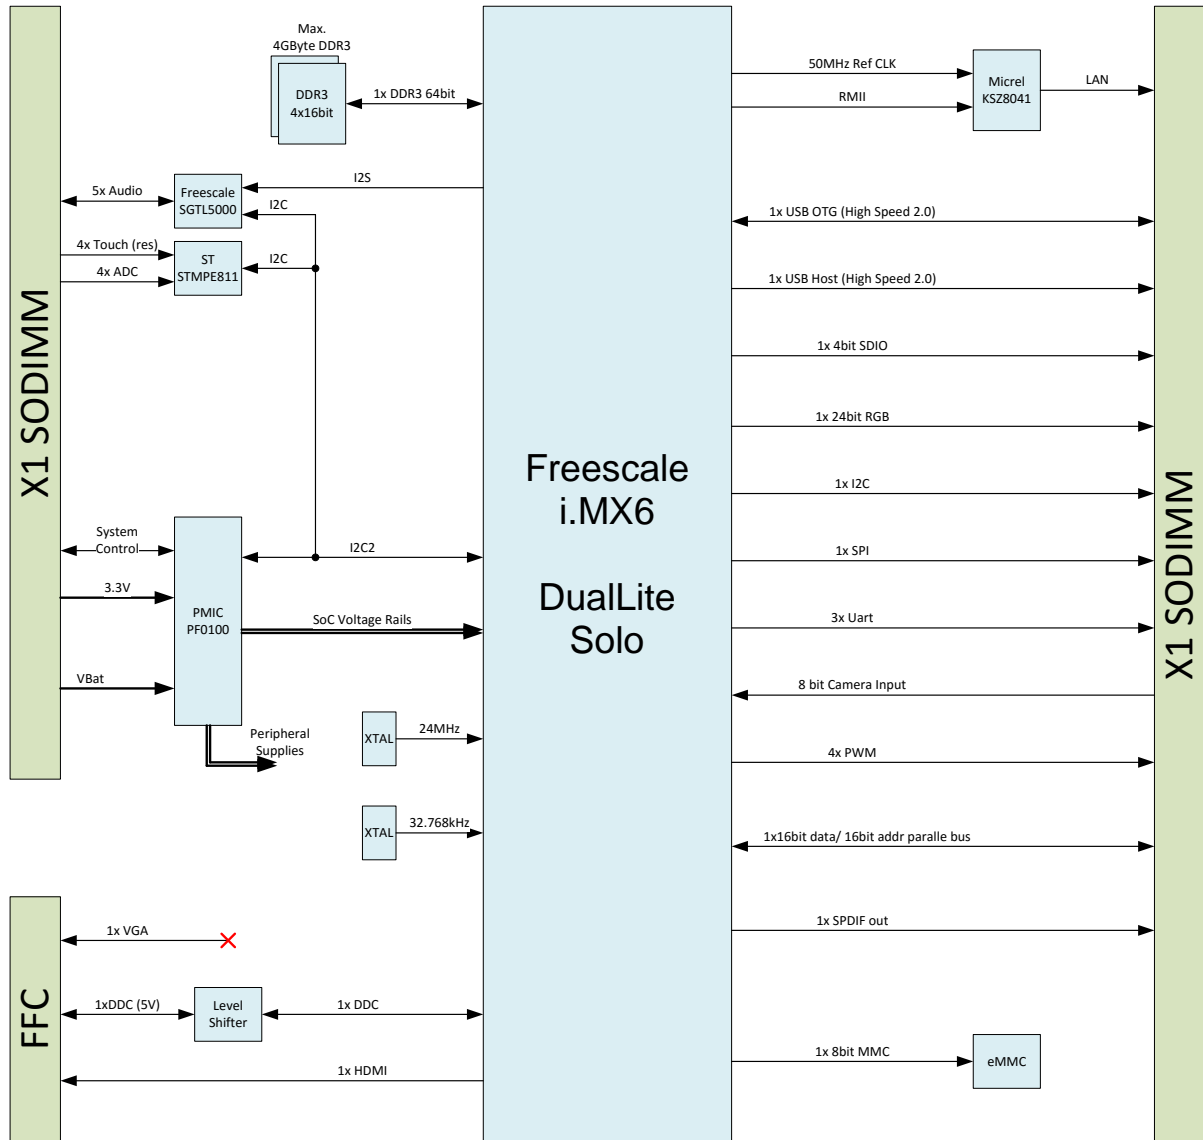 X1 SODIMM
Max.
4GByte DDR3
DDR3
4x16bit
1x DDR3 64bit
5x Audio
Freescale
SGTL5000
I2S
I2C
4x Touch (res)
4x ADC
ST
STMPE811
I2C
System
Control
3.3V
VBat
PMIC
PF0100
I2C2
SoC Voltage Rails
Peripheral
Supplies
XTAL
24MHz
XTAL
32.768kHz
FFC
1x VGA
1xDDC (5V)
Level
Shifter
1x DDC
1x HDMI
Freescale
i.MX6
DualLite
Solo
50MHz Ref CLK
RMII
Micrel
KSZ8041
LAN
1x USB OTG (High Speed 2.0)
1x USB Host (High Speed 2.0)
1x 4bit SDIO
1x 24bit RGB
1x I2C
1x SPI
3x Uart
8 bit Camera Input
4x PWM
1x16bit data/ 16bit addr paralle bus
1x SPDIF out
1x 8bit MMC
eMMC
X1 SODIMM